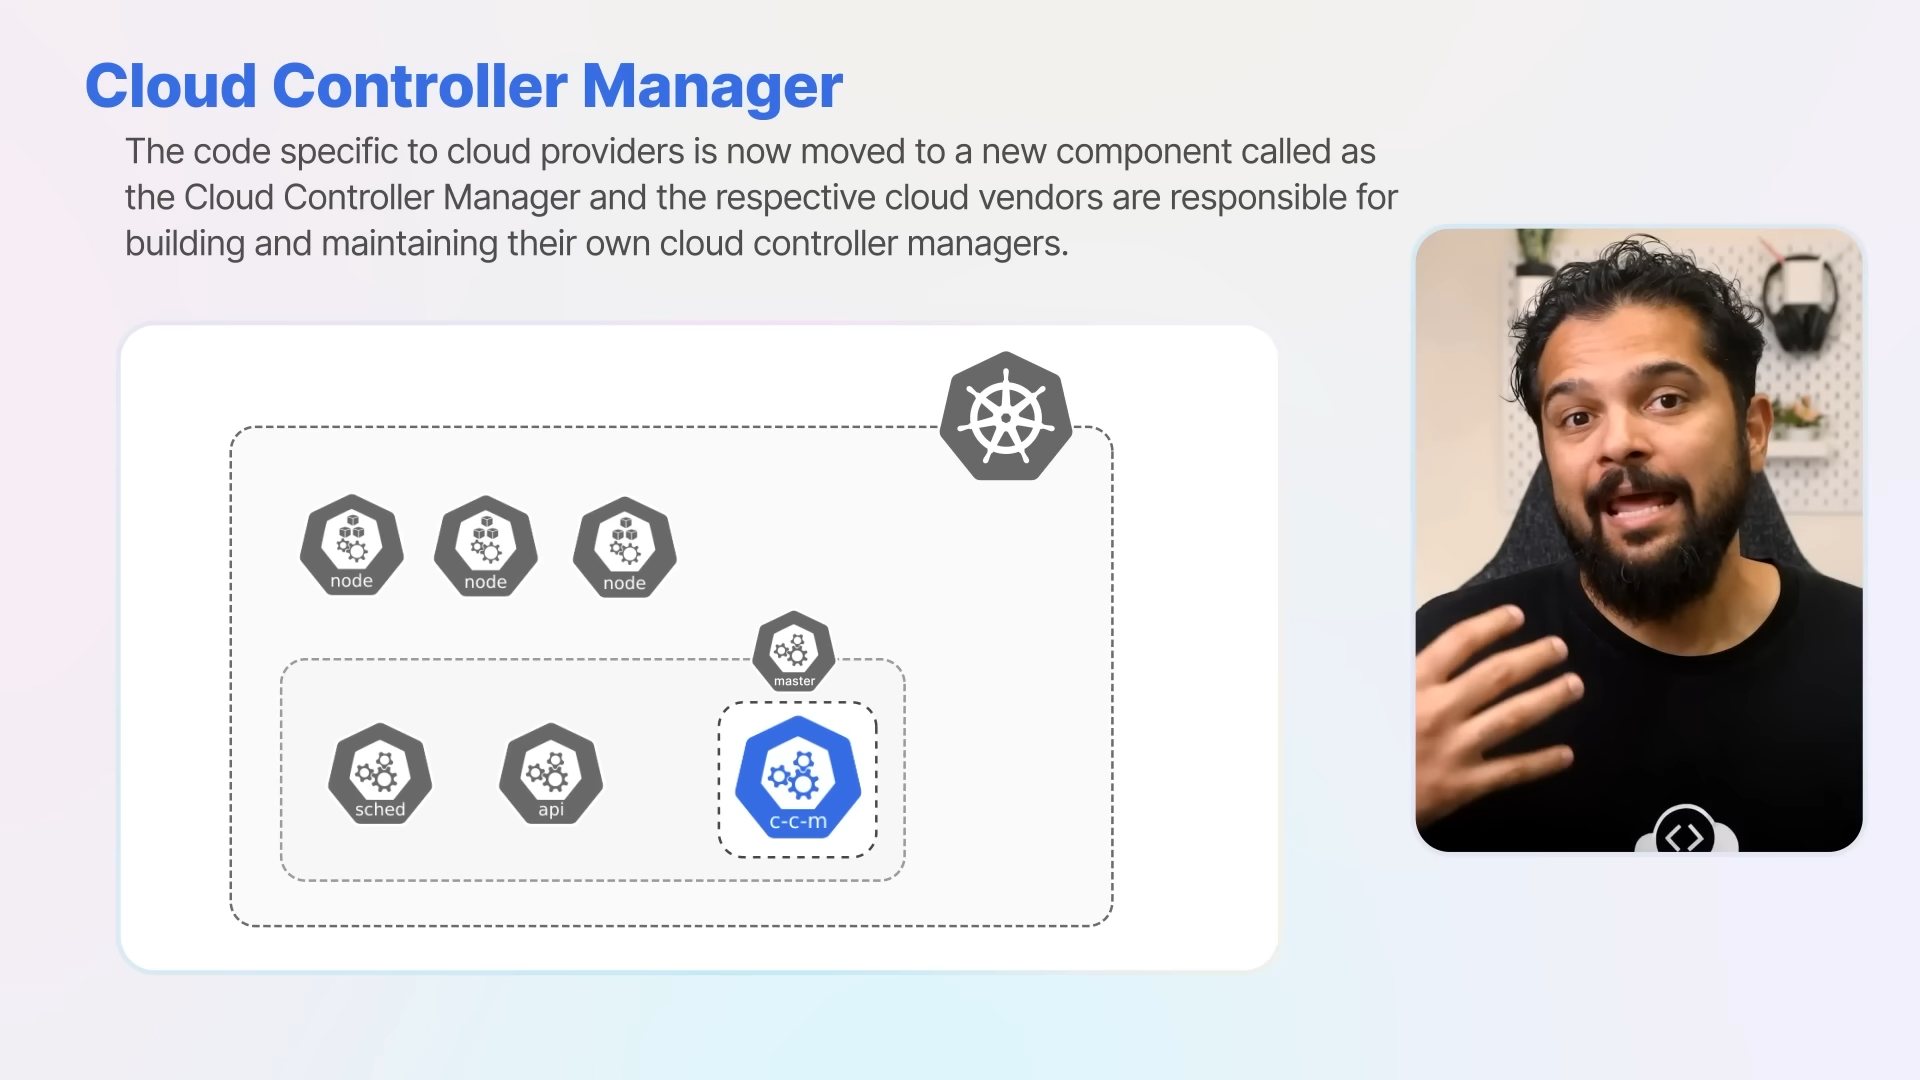 Cloud Controller Manager
The code specific to cloud providers is now moved to a new component called as
the Cloud Controller Manager and the respective cloud vendors are responsible for
building and maintaining their own cloud controller managers.
node
node
node
master
sched
api
c-c-m